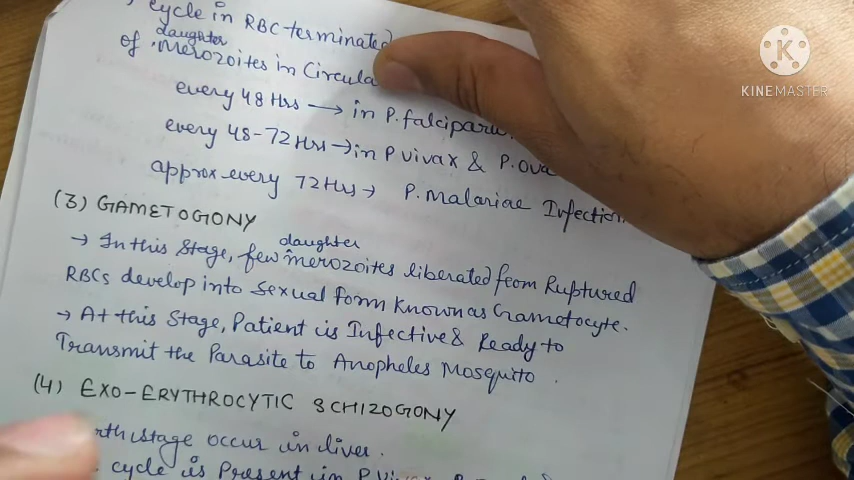 cycle in RBC terminated
daughter
of merozoites in
every 48 Hrs → in P. falciparu
every 48-72 Hrs → in P vivax & P. Ova
approx every 72 Hrs → P. Malariae Infection
(3) GAMETOGONY
daughter
→ In this Stage, few merozoites liberated from Ruptured
RBCs develop into Sexual form Known as Gametocyte.
→ At this Stage, Patient is Infective & Ready to
Transmit the Parasite to Anopheles Mosquito.
(4) EXO-ERYTHROCYTIC SCHIZOGONY
stage occur in liver.
cycle is Present in P.
K
KINEMASTER